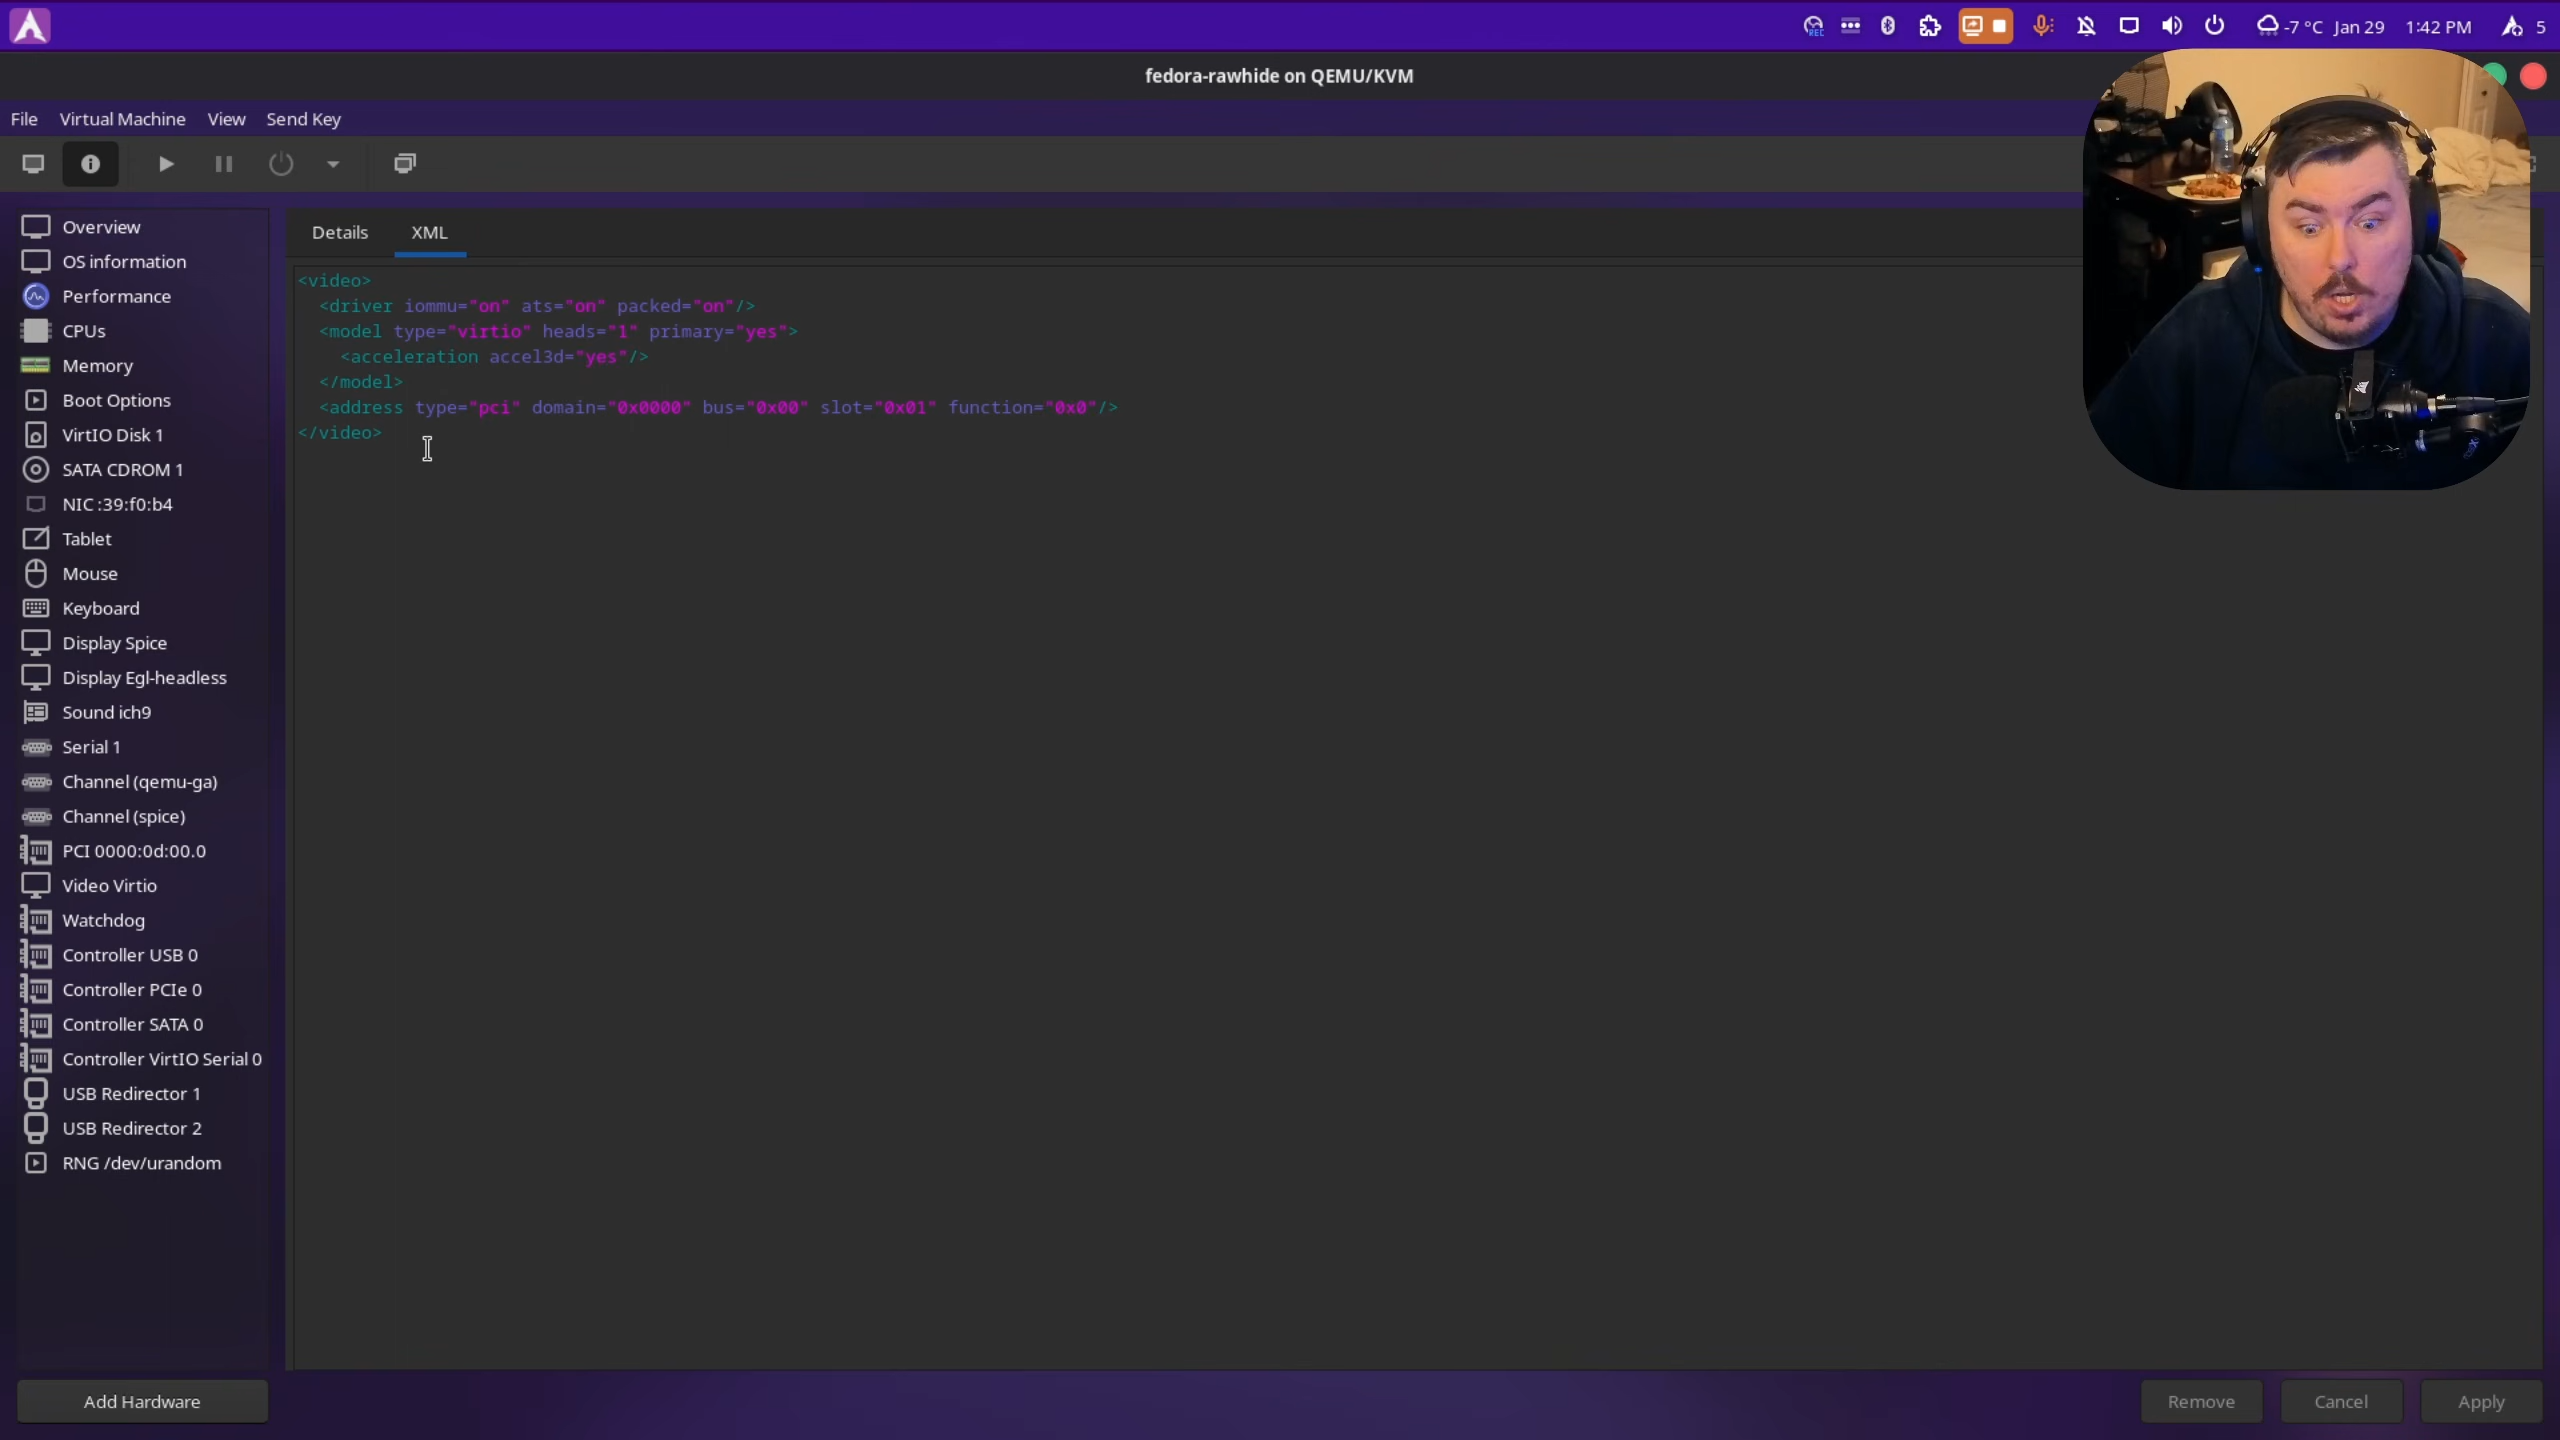 REC
-7 °C Jan 29 1:42 PM 5
fedora-rawhide on QEMU/KVM
File Virtual Machine View Send Key
Details XML
Overview
OS information
Performance
CPUs
Memory
Boot Options
VirtIO Disk 1
SATA CDROM 1
NIC :39:f0:b4
Tablet
Mouse
Keyboard
Display Spice
Display Egl-headless
Sound ich9
Serial 1
Channel (qemu-ga)
Channel (spice)
PCI 0000:0d:00.0
Video Virtio
Watchdog
Controller USB 0
Controller PCIe 0
Controller SATA 0
Controller VirtIO Serial 0
USB Redirector 1
USB Redirector 2
RNG /dev/urandom
<video>
<driver iommu="on" ats="on" packed="on"/>
<model type="virtio" heads="1" primary="yes">
<acceleration accel3d="yes"/>
</model>
<address type="pci" domain="0x0000" bus="0x00" slot="0x01" function="0x0"/>
</video>
Add Hardware
Remove Cancel Apply